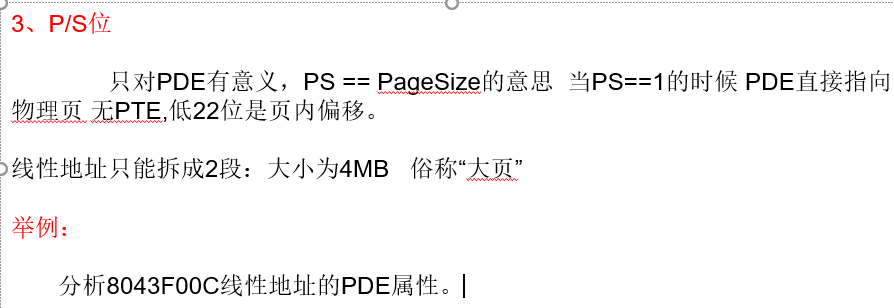 3、P/S位
只对PDE有意义，PS == PageSize的意思  当PS==1的时候 PDE直接指向
物理页 无PTE,低22位是页内偏移。
线性地址只能拆成2段：大小为4MB   俗称“大页”
举例：
分析8043F00C线性地址的PDE属性。